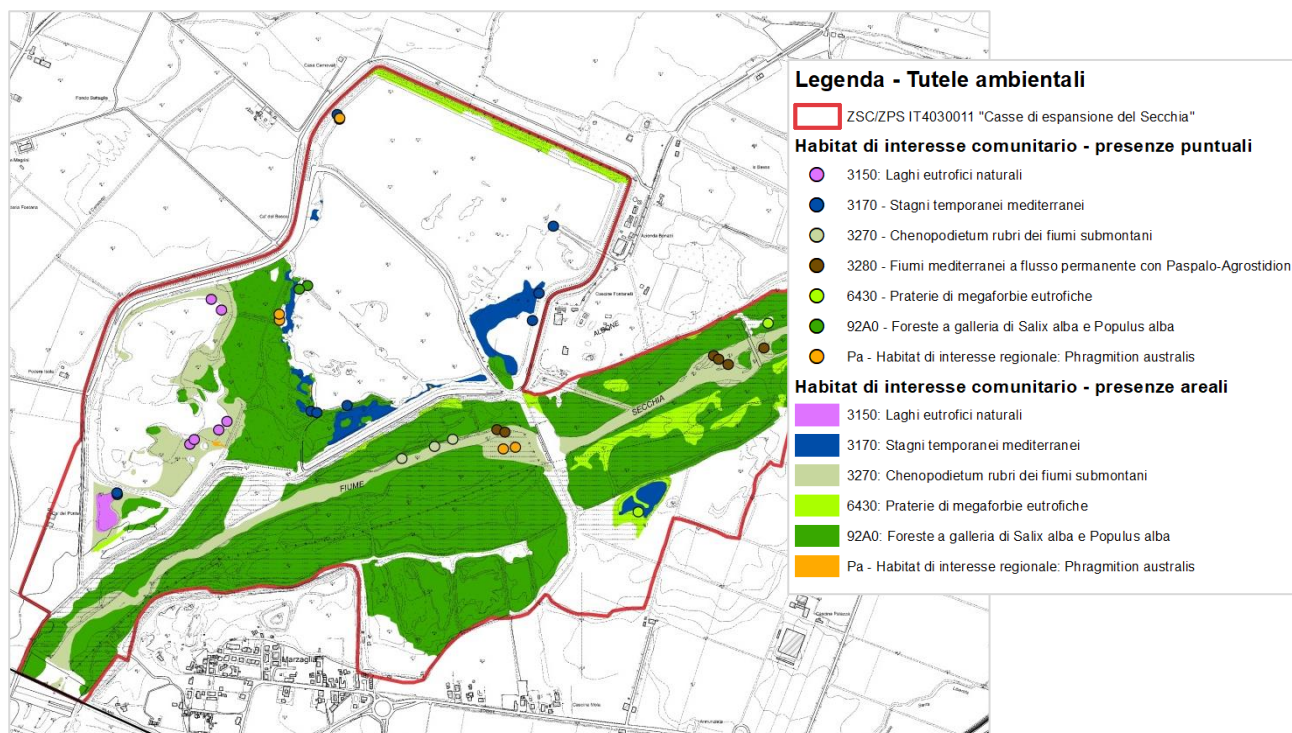 Legenda - Tutele ambientali
ZSC/ZPS IT4030011 "Casse di espansione del Secchia"
Habitat di interesse comunitario - presenze puntuali
3150: Laghi eutrofici naturali
3170 - Stagni temporanei mediterranei
3270 - Chenopodietum rubri dei fiumi submontani
3280 - Fiumi mediterranei a flusso permanente con Paspalo-Agrostidion
6430 - Praterie di megaforbie eutrofiche
92A0 - Foreste a galleria di Salix alba e Populus alba
Pa - Habitat di interesse regionale: Phragmition australis
Habitat di interesse comunitario - presenze areali
3150: Laghi eutrofici naturali
3170: Stagni temporanei mediterranei
3270: Chenopodietum rubri dei fiumi submontani
6430: Praterie di megaforbie eutrofiche
92A0: Foreste a galleria di Salix alba e Populus alba
Pa - Habitat di interesse regionale: Phragmition australis
Ca' del Bosco
ALBONE
SECCHIA
FIUME
Marzaglia